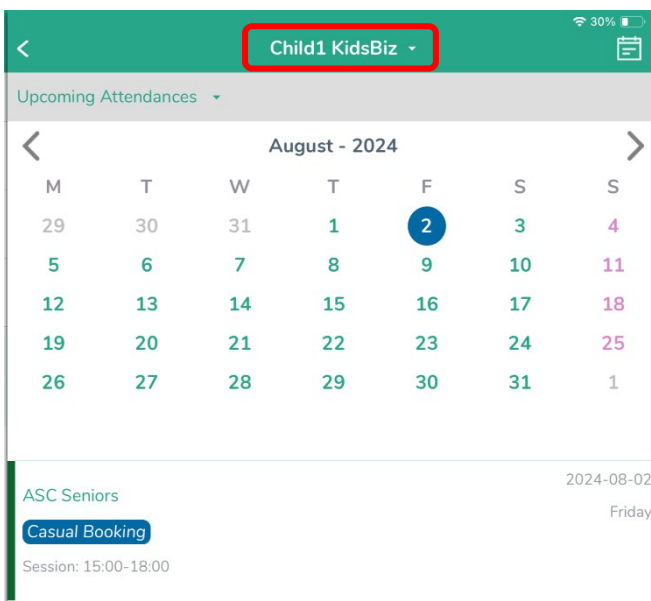 30%
Child1 KidsBiz
Upcoming Attendances
August - 2024
M T W T F S S
29 30 31 1 2 3 4
5 6 7 8 9 10 11
12 13 14 15 16 17 18
19 20 21 22 23 24 25
26 27 28 29 30 31 1
2024-08-02
ASC Seniors
Friday
Casual Booking
Session: 15:00-18:00